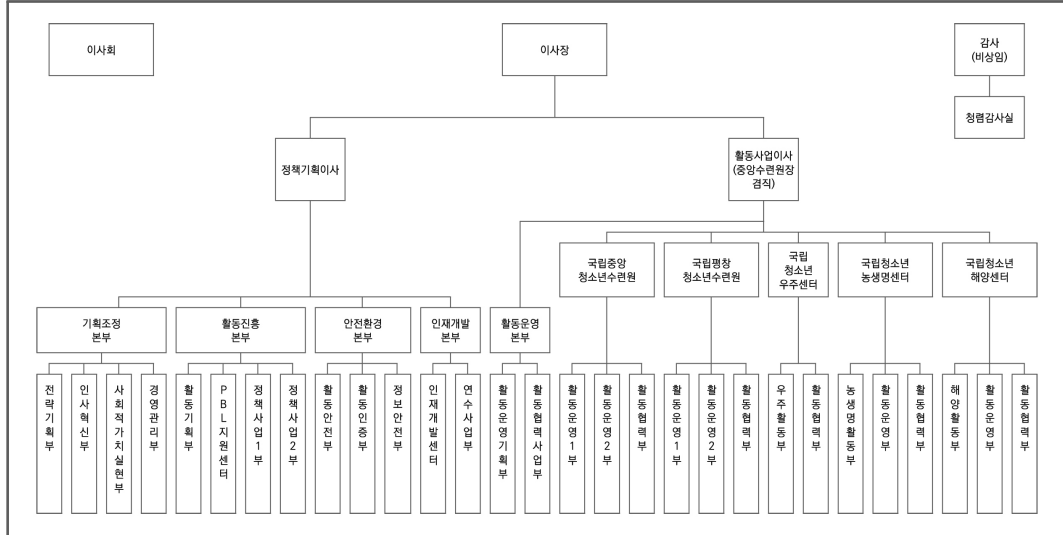 이사회
이사장
감사
(비상임)
청렴감사실
정책기획이사
활동사업이사
(중앙수련원장
겸직)
국립중앙
청소년수련원
국립평창
청소년수련원
국립
청소년
우주센터
국립청소년
농생명센터
국립청소년
해양센터
기획조정
본부
활동진흥
본부
안전환경
본부
인재개발
본부
활동운영
본부
전략기획부
인사혁신부
사회적가치실현부
경영관리부
활동기획부
PBL지원센터
정책사업1부
정책사업2부
활동안전부
활동인증부
정보안전부
인재개발센터
연수사업부
활동운영기획부
활동협력사업부
활동운영1부
활동운영2부
활동협력부
활동운영1부
활동운영2부
활동협력부
우주활동부
활동협력부
농생명활동부
활동운영부
활동협력부
해양활동부
활동운영부
활동협력부